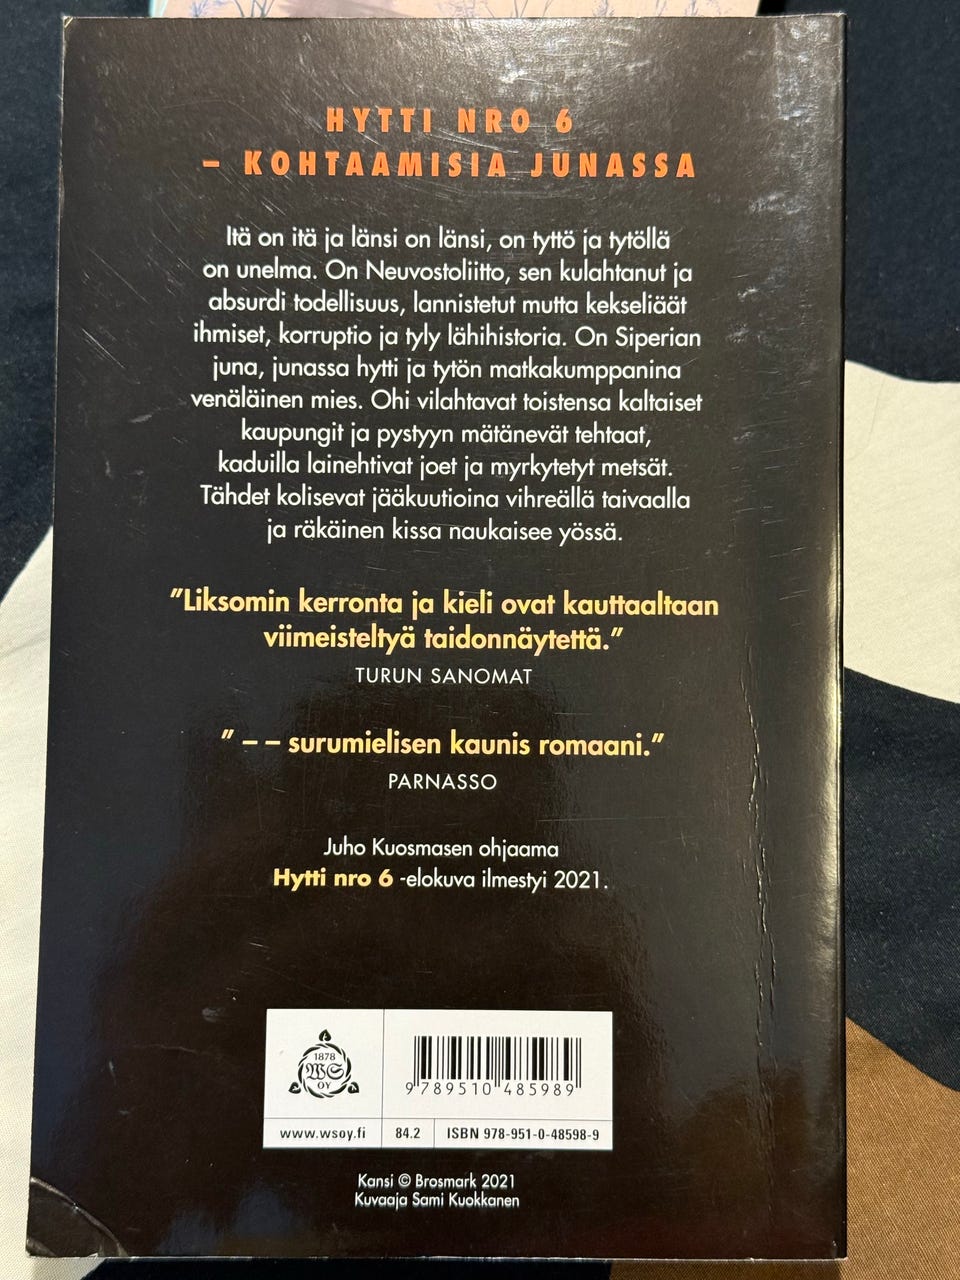 HYTTI NRO 6
– KOHTAAMISIA JUNASSA
Itä on itä ja länsi on länsi, on tyttö ja tytöllä
on unelma. On Neuvostoliitto, sen kulahtanut ja
absurdi todellisuus, lannistetut mutta kekseliäät
ihmiset, korruptio ja tyly lähihistoria. On Siperian
juna, junassa hytti ja tytön matkakumppanina
venäläinen mies. Ohi vilahtavat toistensa kaltaiset
kaupungit ja pystyyn mätänevät tehtaat,
kaduilla lainehtivat joet ja myrkytetyt metsät.
Tähdet kolisevat jääkuutioina vihreällä taivaalla
ja räkäinen kissa naukaisee yössä.
”Liksomin kerronta ja kieli ovat kauttaaltaan
viimeisteltyä taidonnäytettä.”
TURUN SANOMAT
” – – surumielisen kaunis romaani.”
PARNASSO
Juho Kuosmasen ohjaama
Hytti nro 6 -elokuva ilmestyi 2021.
1878
WS
OY
9 789510 485989
www.wsoy.fi
84.2
ISBN 978-951-0-48598-9
Kansi © Brosmark 2021
Kuvaaja Sami Kuokkanen